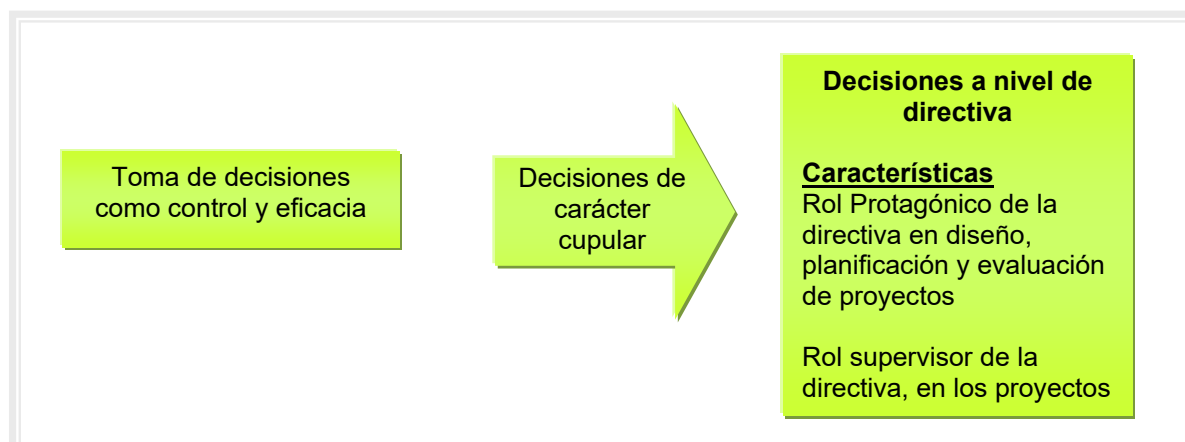 Toma de decisiones
como control y eficacia
Decisiones de
carácter
cupular
Decisiones a nivel de
directiva
Características
Rol Protagónico de la
directiva en diseño,
planificación y evaluación
de proyectos
Rol supervisor de la
directiva, en los proyectos